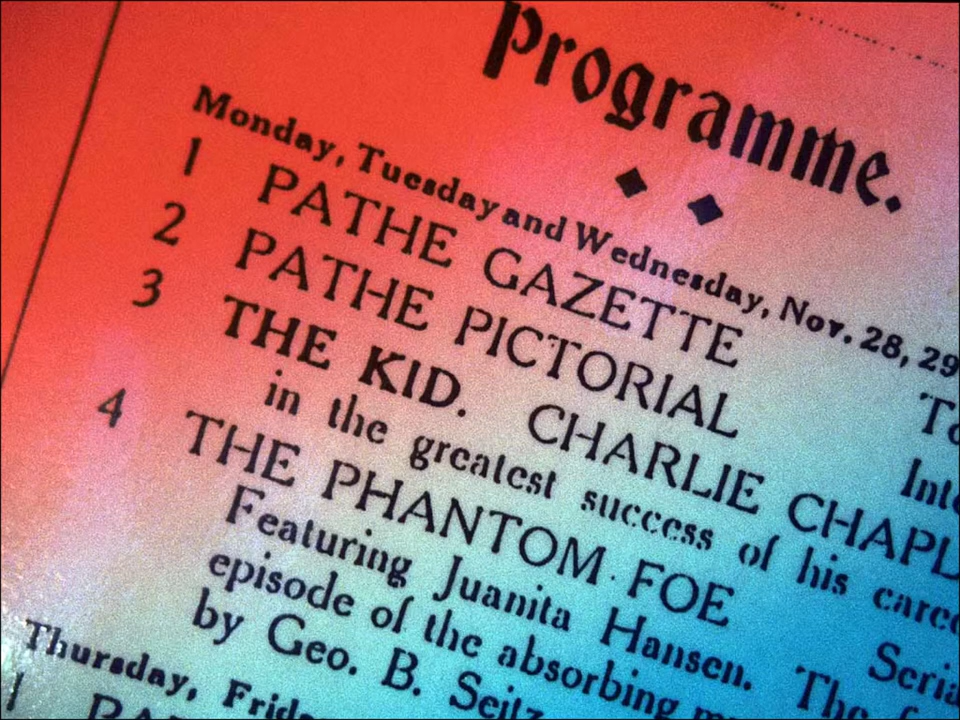 Programme.
Monday, Tuesday and Wednesday, Nov. 28, 29
1 PATHE GAZETTE
2 PATHE PICTORIAL
3 THE KID. CHARLIE CHAPL
in the greatest success of his
4 THE PHANTOM FOE
Featuring Juanita Hansen. The
episode of the absorbing
by Geo. B. Seitz
Thursday,
1